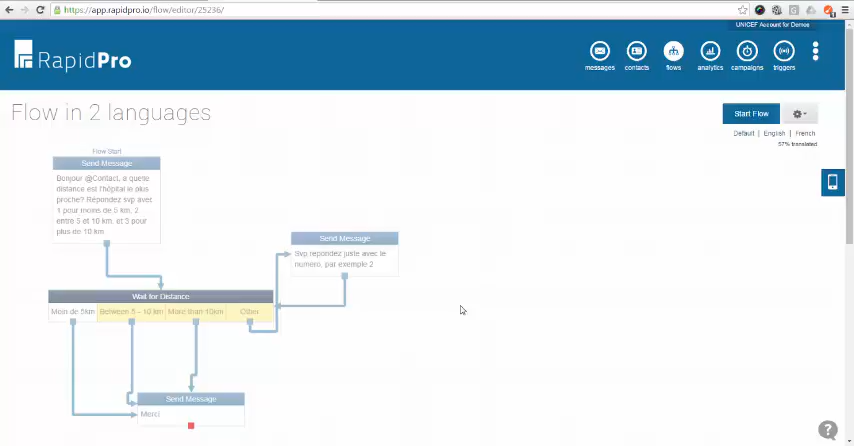 https://app.rapidpro.io/flow/editor/25236/
UNICEF Account for Demos
RapidPro
messages
contacts
flows
analytics
campaigns
triggers
Flow in 2 languages
Start Flow
Default | English | French
57% translated
Flow Start
Send Message
Bonjour @Contact, a quelle
distance est l'hôpital le plus
proche? Répondez svp avec
1 pour moins de 5 km, 2
entre 5 et 10 km, et 3 pour
plus de 10 km.
Send Message
Svp repondez juste avec le
numero, par exemple 2
Wait for Distance
Moin de 5km
Between 5 – 10 km
More than 10km
Other
Send Message
Merci
?